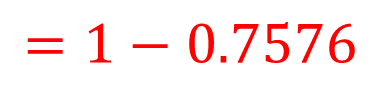 = 1 − 0.7576